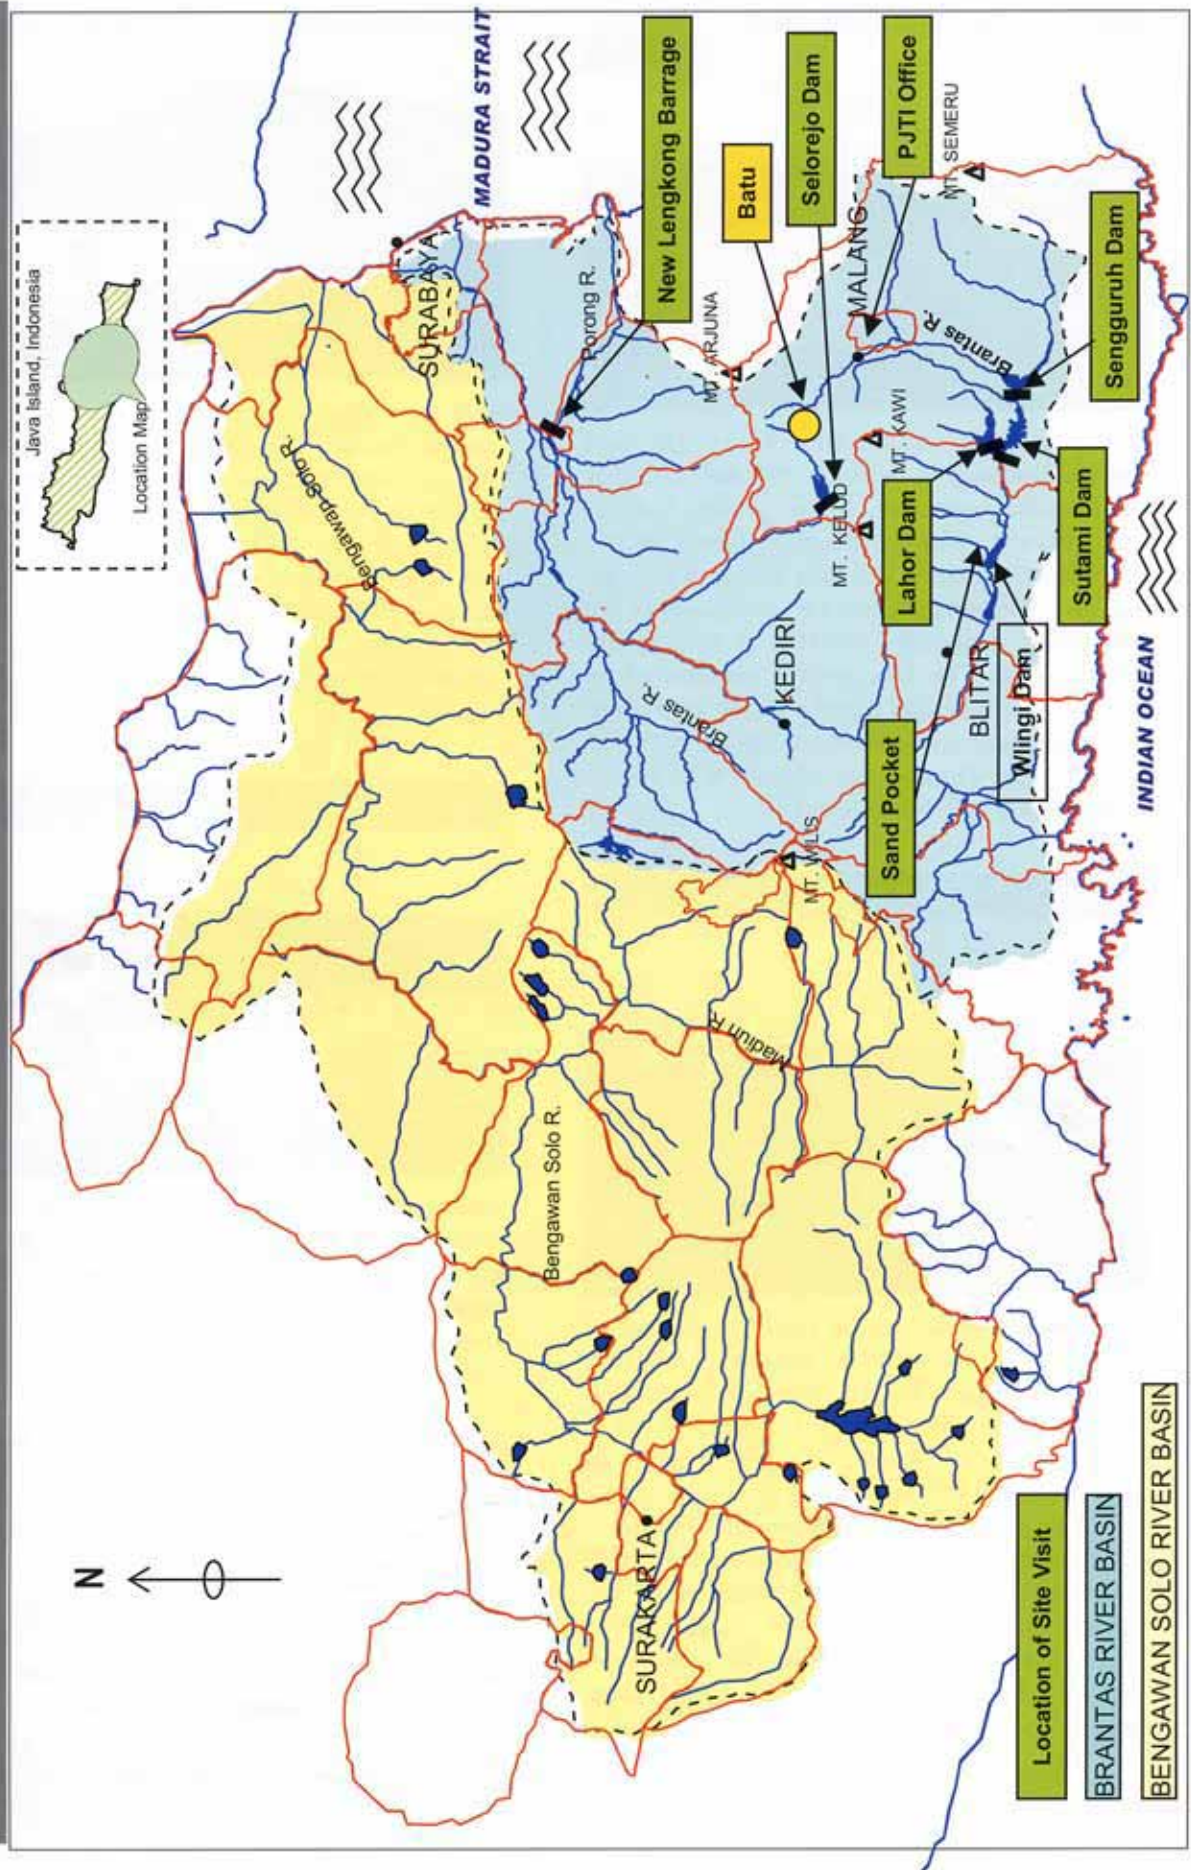 Java Island, Indonesia
Location Map
N
MADURA STRAIT
SURABAYA
Bengawan Solo R.
New Lengkong Barrage
Porong R.
MT. ARJUNA
Batu
Selorejo Dam
PJTI Office
MALANG
MT. SEMERU
Brantas R.
Sengguruh Dam
MT. KAWI
MT. KELUD
Lahor Dam
Sutami Dam
KEDIRI
Brantas R.
BLITAR
Wlingi Dam
Sand Pocket
MT. WILIS
INDIAN OCEAN
Madiun R.
Bengawan Solo R.
SURAKARTA
Location of Site Visit
BRANTAS RIVER BASIN
BENGAWAN SOLO RIVER BASIN